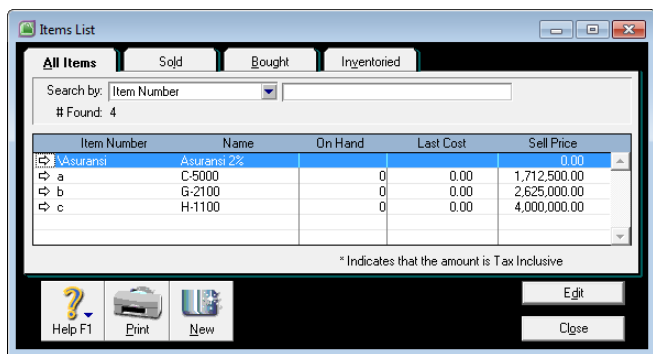 Items List
All Items Sold Bought Inventoried
Search by: Item Number
# Found: 4
Item Number Name On Hand Last Cost Sell Price
\Asuransi Asuransi 2% 0.00
a C-5000 0 0.00 1,712,500.00
b G-2100 0 0.00 2,625,000.00
c H-1100 0 0.00 4,000,000.00
* Indicates that the amount is Tax Inclusive
Help F1 Print New Edit
Close